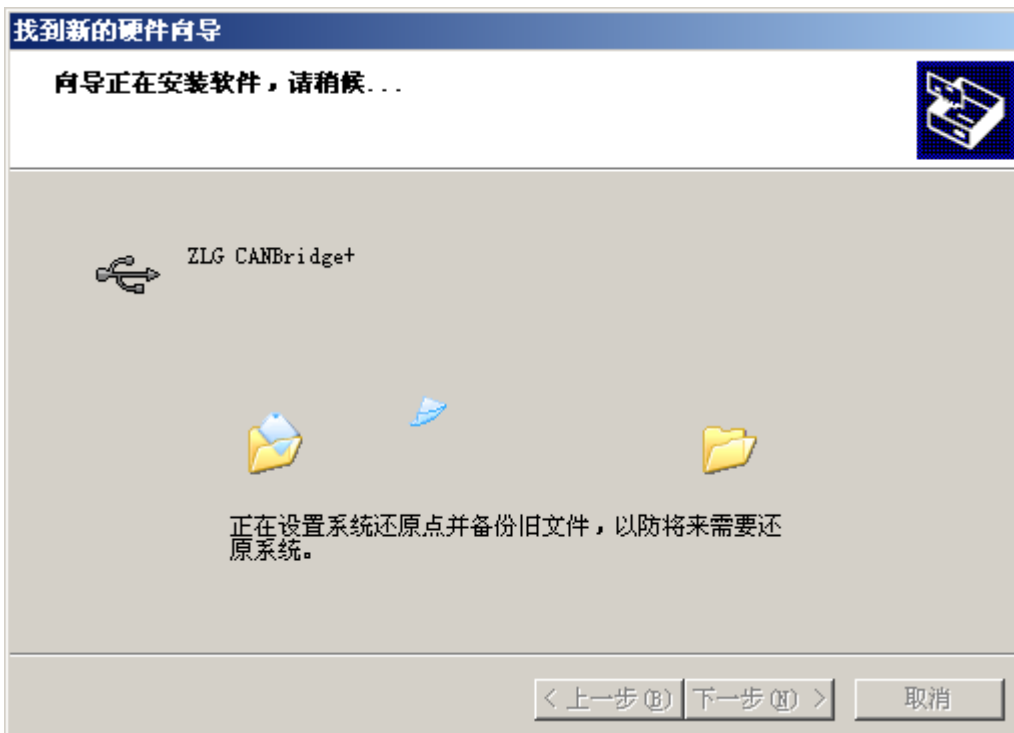 找到新的硬件向导
向导正在安装软件，请稍候...
ZLG CANBridge+
正在设置系统还原点并备份旧文件，以防将来需要还
原系统。
< 上一步(B) 下一步(N) > 取消